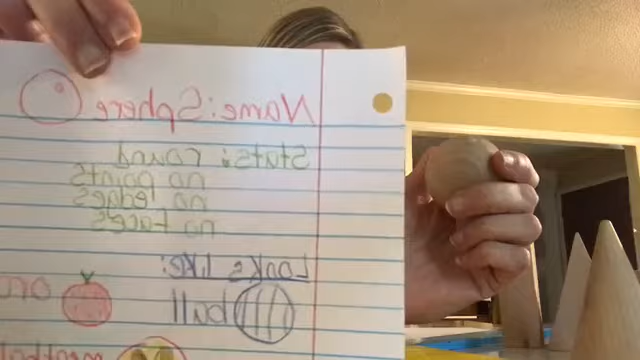 Name: Sphere
Stats: round
no points
no edges
no faces
Looks like:
ball